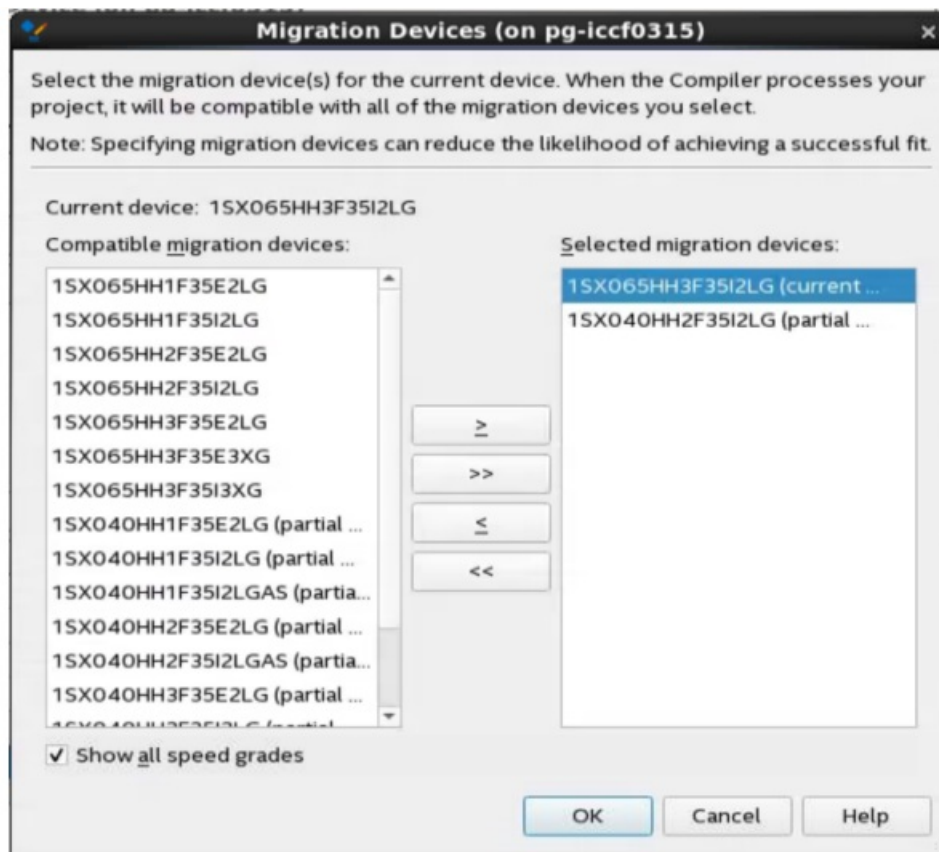 Migration Devices (on pg-iccf0315)
Select the migration device(s) for the current device. When the Compiler processes your
project, it will be compatible with all of the migration devices you select.
Note: Specifying migration devices can reduce the likelihood of achieving a successful fit.
Current device: 1SX065HH3F35I2LG
Compatible migration devices:
1SX065HH1F35E2LG
1SX065HH1F35I2LG
1SX065HH2F35E2LG
1SX065HH2F35I2LG
1SX065HH3F35E2LG
1SX065HH3F35E3XG
1SX065HH3F35I3XG
1SX040HH1F35E2LG (partial ...
1SX040HH1F35I2LG (partial ...
1SX040HH1F35I2LGAS (partia...
1SX040HH2F35E2LG (partial ...
1SX040HH2F35I2LGAS (partia...
1SX040HH3F35E2LG (partial ...
>
>>
<
<<
Selected migration devices:
1SX065HH3F35I2LG (current ...
1SX040HH2F35I2LG (partial ...
Show all speed grades
OK
Cancel
Help